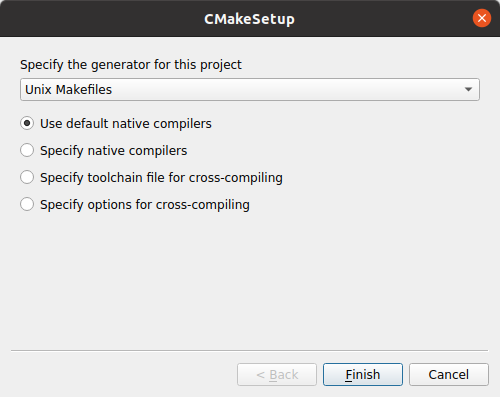 CMakeSetup
Specify the generator for this project
Unix Makefiles
Use default native compilers
Specify native compilers
Specify toolchain file for cross-compiling
Specify options for cross-compiling
< Back Finish Cancel